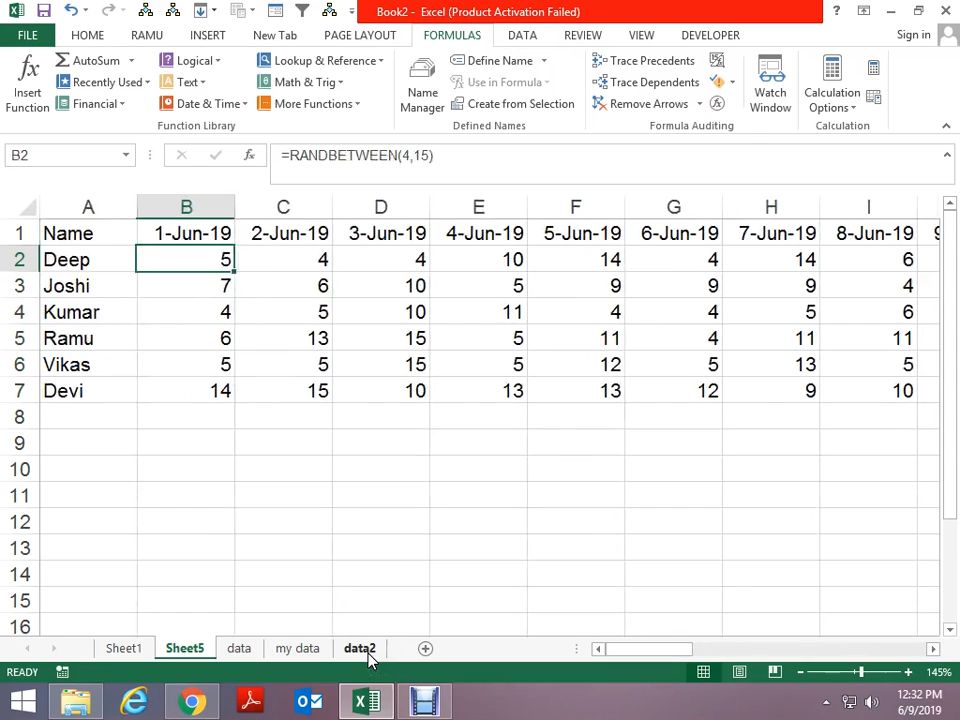 Book2 - Excel (Product Activation Failed)
?
FILE HOME RAMU INSERT New Tab PAGE LAYOUT FORMULAS DATA REVIEW VIEW DEVELOPER Sign in
fx Insert Function
Σ AutoSum
Recently Used
Financial
? Logical
A Text
Date & Time
Lookup & Reference
θ Math & Trig
More Functions
Function Library
Name Manager
Define Name
Use in Formula
Create from Selection
Defined Names
Trace Precedents
Trace Dependents
Remove Arrows
Formula Auditing
Watch Window
Calculation Options
Calculation
B2 fx =RANDBETWEEN(4,15)
A B C D E F G H I
1 Name 1-Jun-19 2-Jun-19 3-Jun-19 4-Jun-19 5-Jun-19 6-Jun-19 7-Jun-19 8-Jun-19
2 Deep 5 4 4 10 14 4 14 6
3 Joshi 7 6 10 5 9 9 9 4
4 Kumar 4 5 10 11 4 4 5 6
5 Ramu 6 13 15 5 11 4 11 11
6 Vikas 5 5 15 5 12 5 13 5
7 Devi 14 15 10 13 13 12 9 10
8
9
10
11
12
13
14
15
16
Sheet1 Sheet5 data my data data2
READY 145%
12:32 PM
6/9/2019